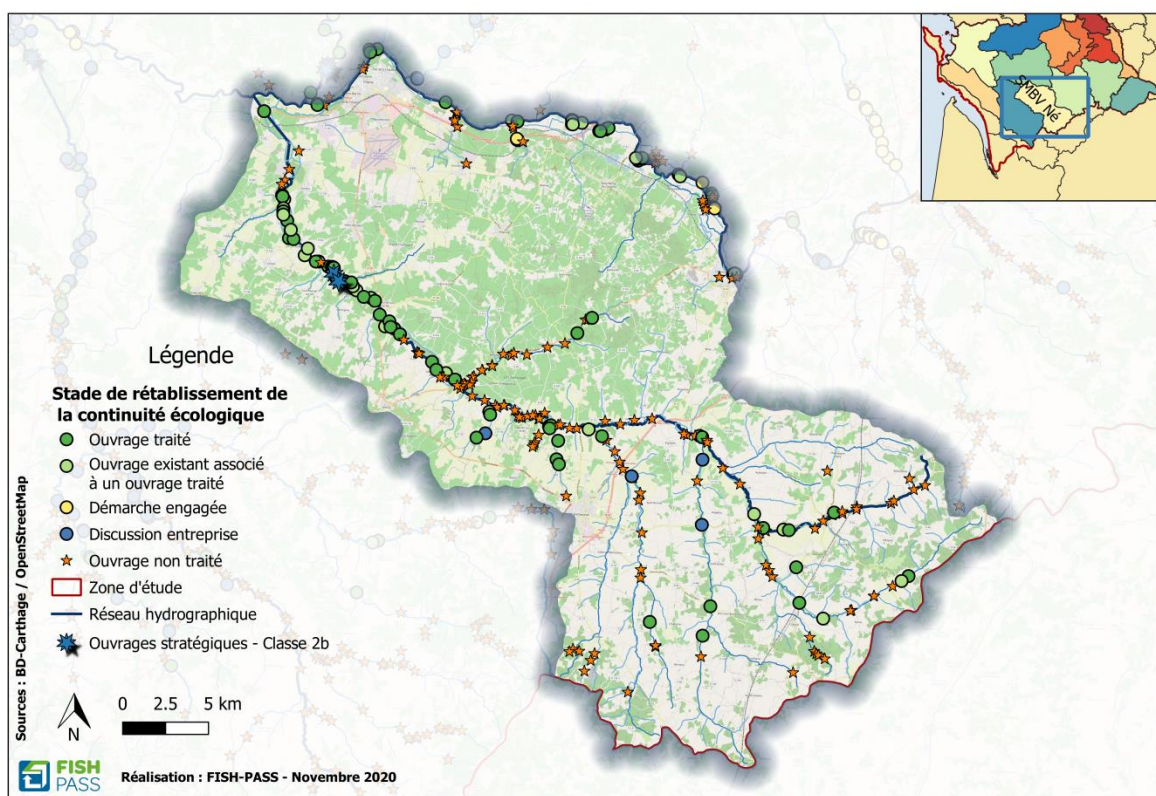 SMBV Né
Légende
Stade de rétablissement de
la continuité écologique
Ouvrage traité
Ouvrage existant associé
à un ouvrage traité
Démarche engagée
Discussion entreprise
Ouvrage non traité
Zone d'étude
Réseau hydrographique
Ouvrages stratégiques - Classe 2b
N
0 2.5 5 km
Sources : BD-Carthage / OpenStreetMap
FISH
PASS
Réalisation : FISH-PASS - Novembre 2020